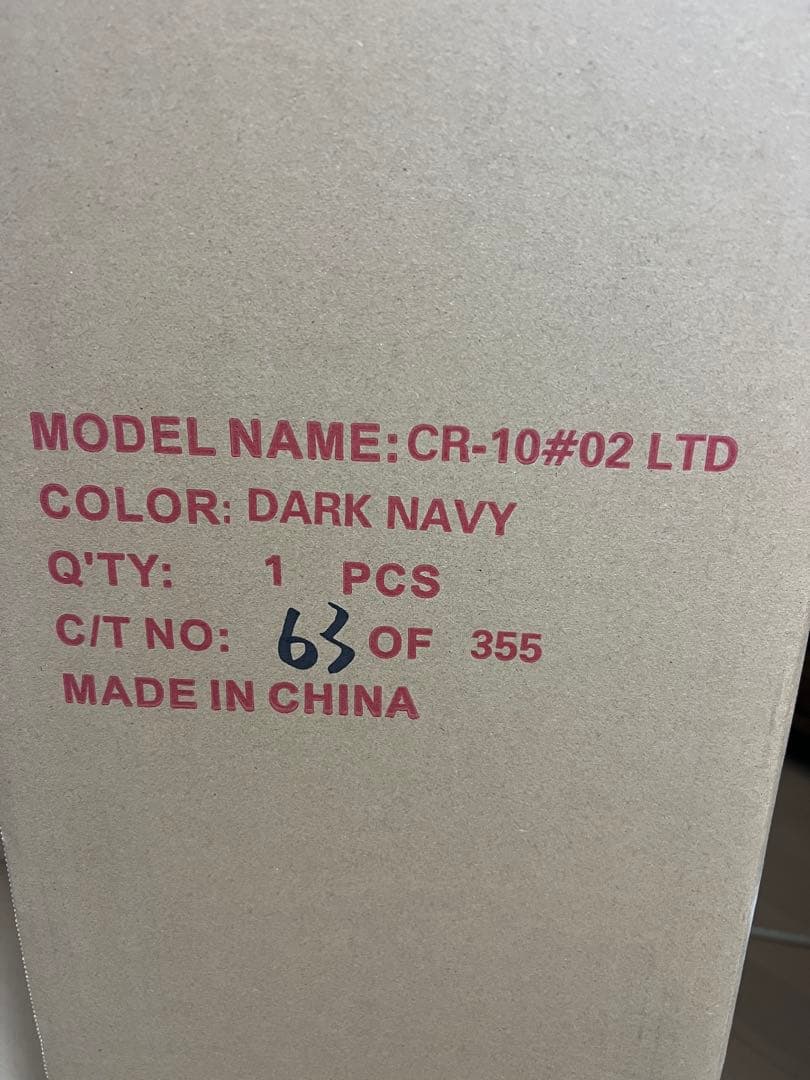 MODEL NAME: CR-10#02 LTD
COLOR: DARK NAVY
Q'TY: 1 PCS
C/T NO: 63 OF 355
MADE IN CHINA